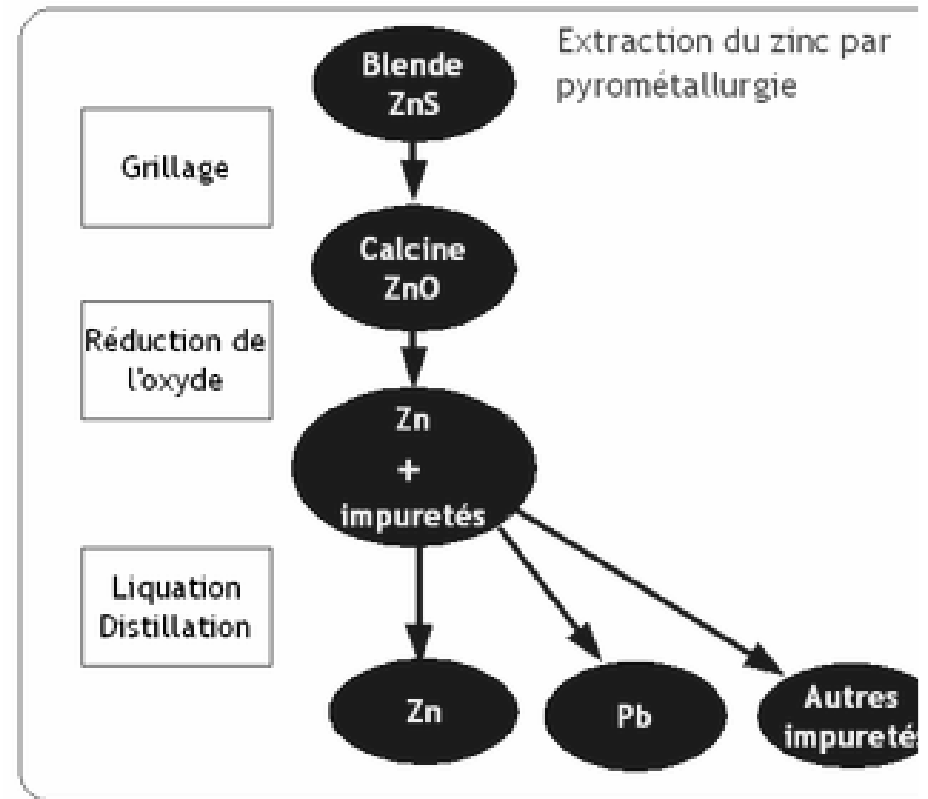 Extraction du zinc par
pyrométallurgie
Blende
ZnS
Grillage
Calcine
ZnO
Réduction de
l'oxyde
Zn
+
impuretés
Liquation
Distillation
Zn
Pb
Autres
impureté